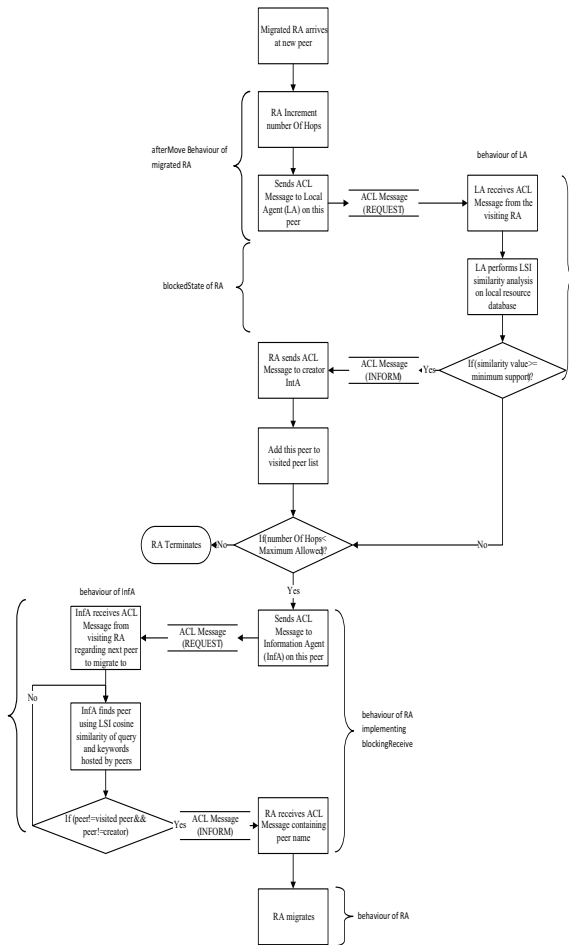 Migrated RA arrives
at new peer
RA Increment
number Of Hops
afterMove Behaviour of
migrated RA
behaviour of LA
Sends ACL
Message to Local
Agent (LA) on this
peer
ACL Message
(REQUEST)
LA receives ACL
Message from the
visiting RA
blockedState of RA
LA performs LSI
similarity analysis
on local resource
database
RA sends ACL
Message to creator
IntA
ACL Message
(INFORM)
Yes
If (similarity value>=
minimum support)?
Add this peer to
visited peer list
RA Terminates
No
If(number Of Hops<
Maximum Allowed)?
No
Yes
behaviour of InfA
InfA receives ACL
Message from
visiting RA
regarding next peer
to migrate to
ACL Message
(REQUEST)
Sends ACL
Message to
Information Agent
(InfA) on this peer
No
InfA finds peer
using LSI cosine
similarity of query
and keywords
hosted by peers
behaviour of RA
implementing
blockingReceive
If (peer!=visited peer&&
peer!=creator)
Yes
ACL Message
(INFORM)
RA receives ACL
Message containing
peer name
RA migrates
behaviour of RA